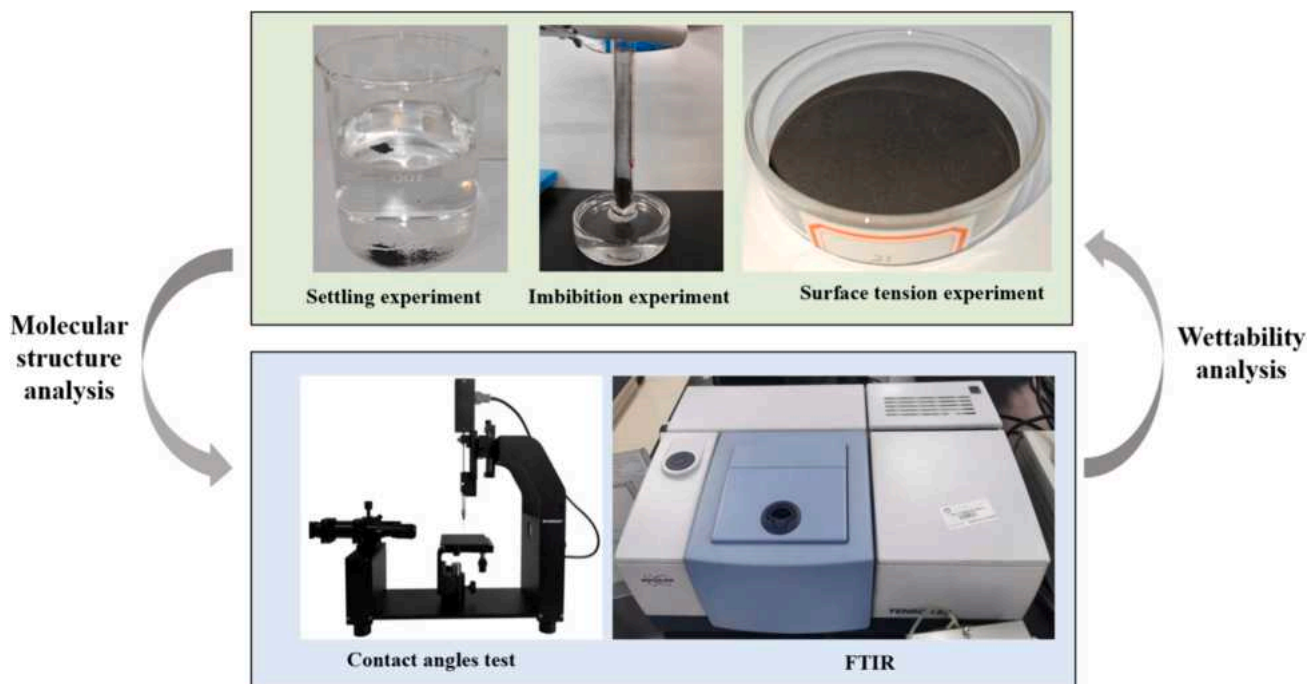 Settling experiment
Imbibition experiment
Surface tension experiment
Molecular
structure
analysis
Wettability
analysis
Contact angles test
FTIR